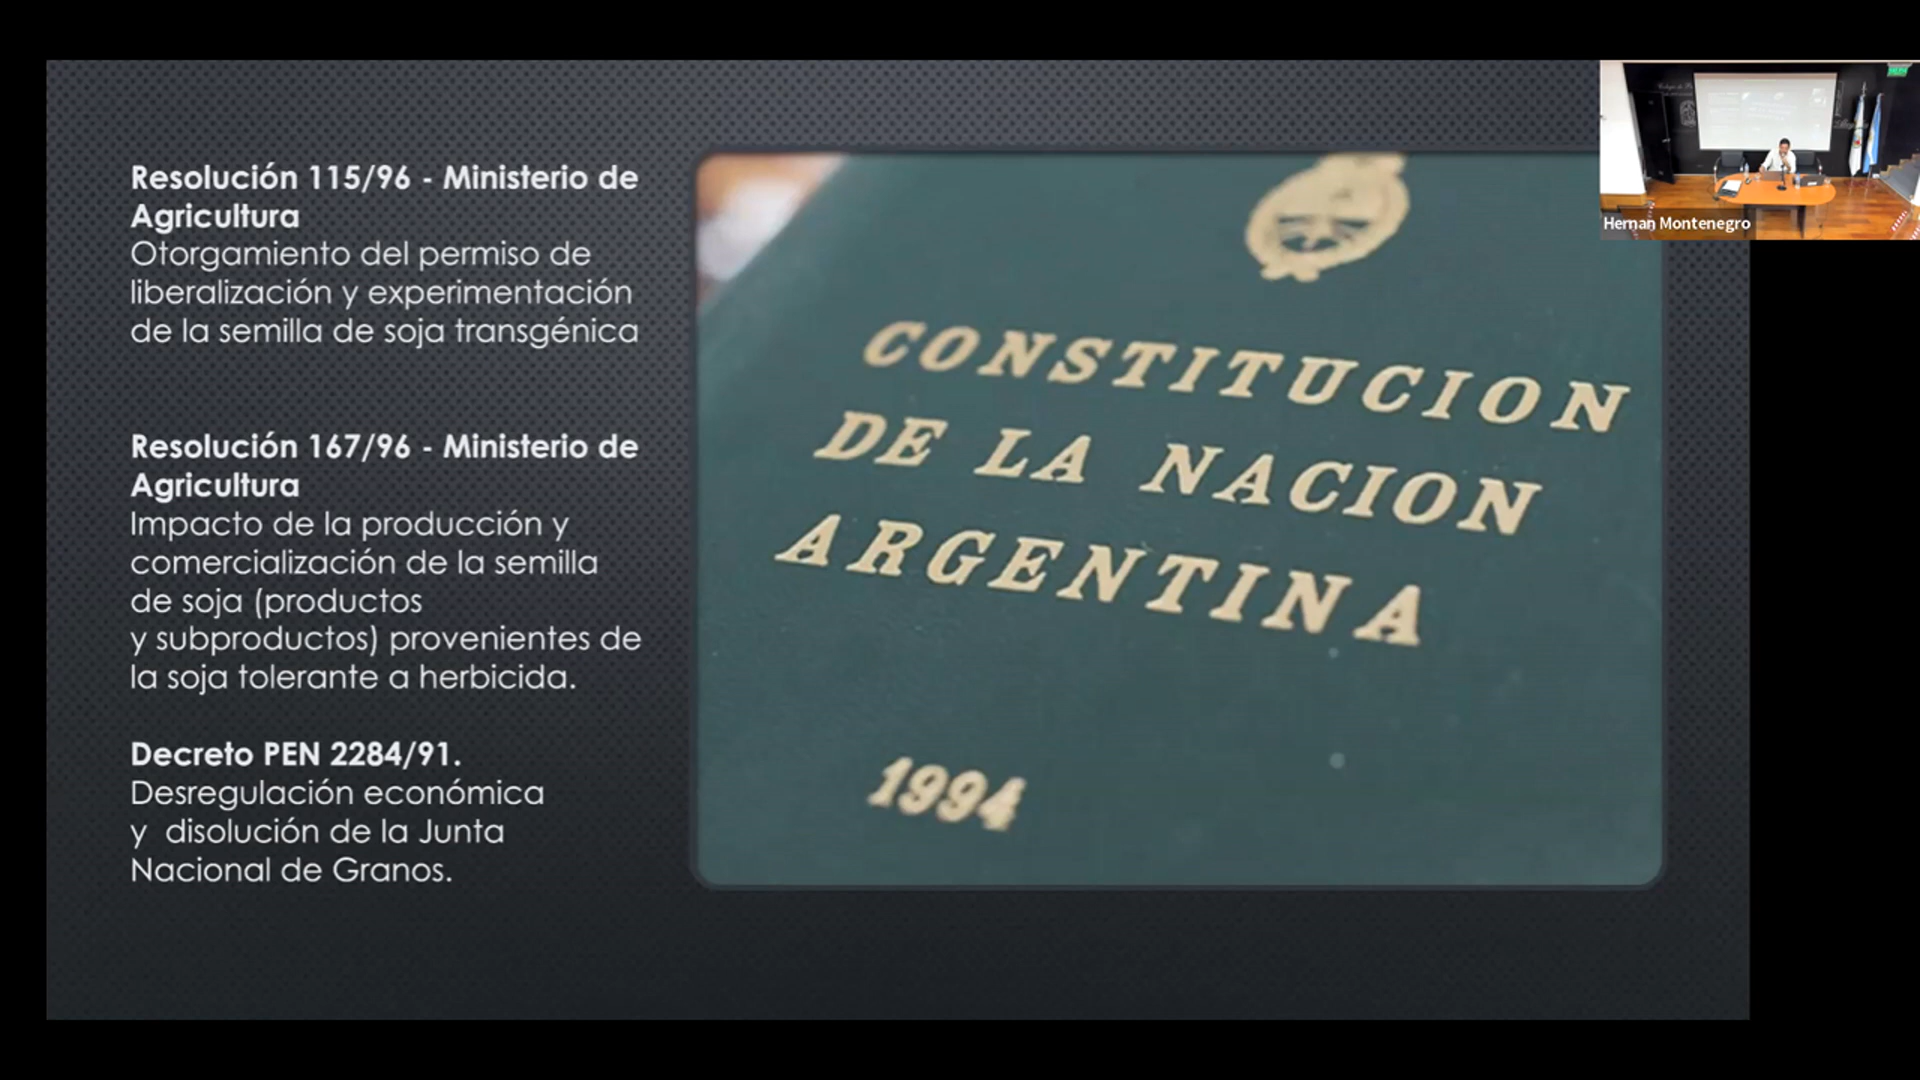 Resolución 115/96 - Ministerio de
Agricultura
Otorgamiento del permiso de
liberalización y experimentación
de la semilla de soja transgénica
Resolución 167/96 - Ministerio de
Agricultura
Impacto de la producción y
comercialización de la semilla
de soja (productos
y subproductos) provenientes de
la soja tolerante a herbicida.
Decreto PEN 2284/91.
Desregulación económica
y disolución de la Junta
Nacional de Granos.
CONSTITUCION
DE LA NACION
ARGENTINA
1994
Hernan Montenegro